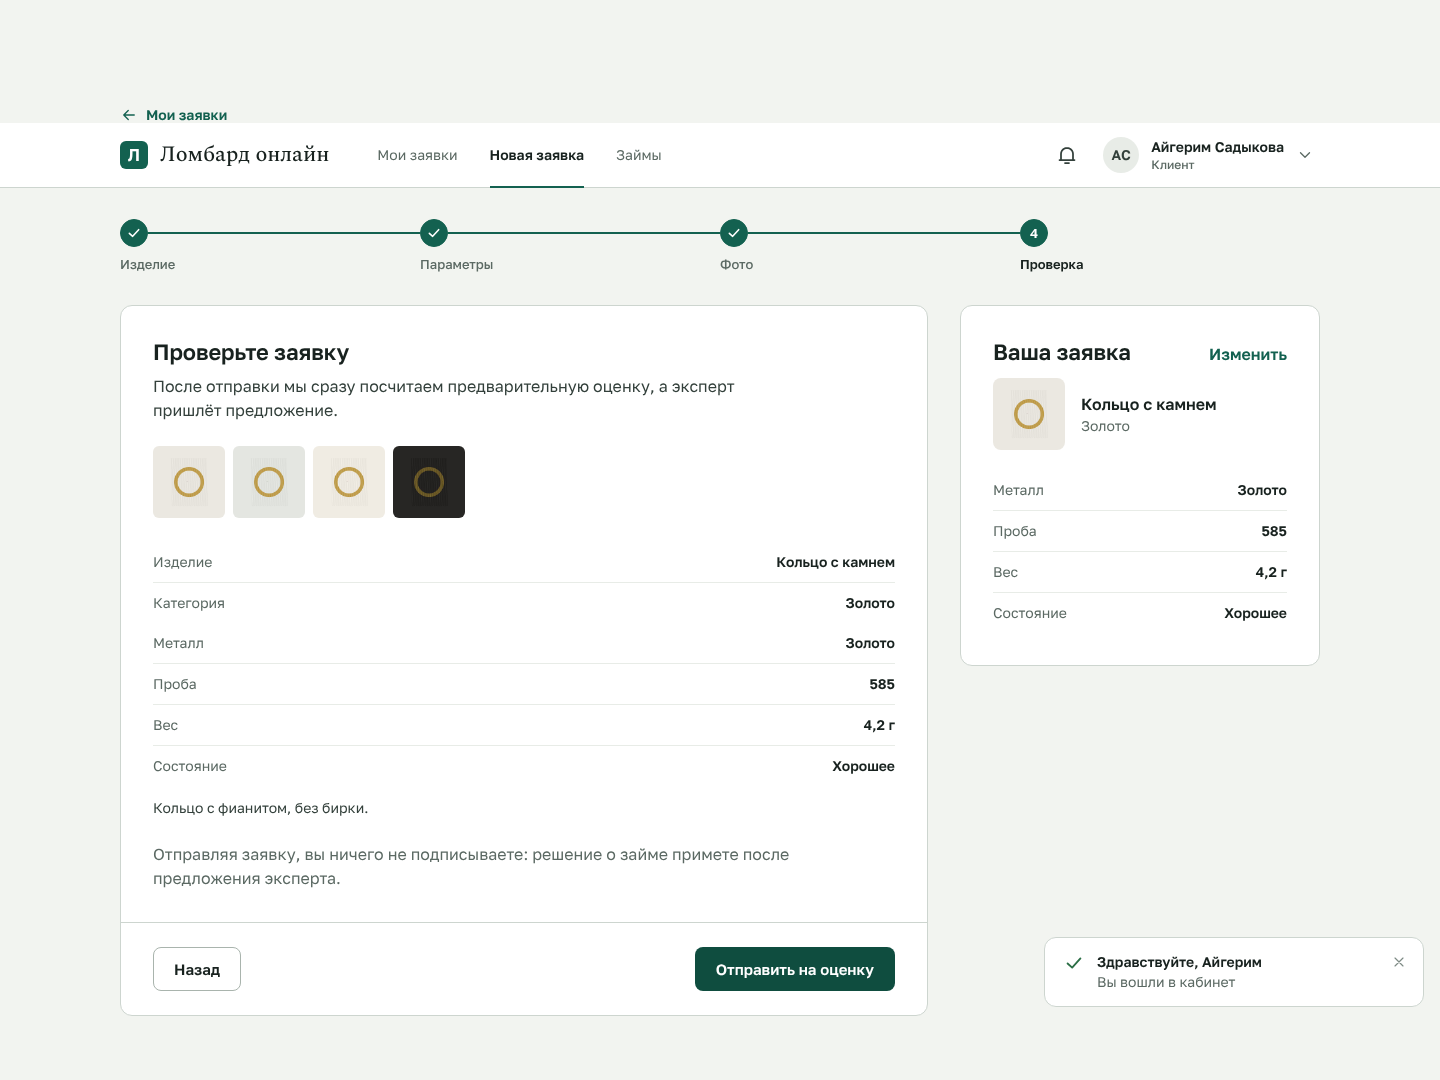 Мои заявки
Л Ломбард онлайн
Мои заявки
Новая заявка
Займы
АС
Айгерим Садыкова
Клиент
4
Изделие
Параметры
Фото
Проверка
Проверьте заявку
После отправки мы сразу посчитаем предварительную оценку, а эксперт
пришлёт предложение.
Изделие Кольцо с камнем
Категория Золото
Металл Золото
Проба 585
Вес 4,2 г
Состояние Хорошее
Кольцо с фианитом, без бирки.
Отправляя заявку, вы ничего не подписываете: решение о займе примете после
предложения эксперта.
Назад
Отправить на оценку
Ваша заявка
Изменить
Кольцо с камнем
Золото
Металл Золото
Проба 585
Вес 4,2 г
Состояние Хорошее
Здравствуйте, Айгерим
Вы вошли в кабинет